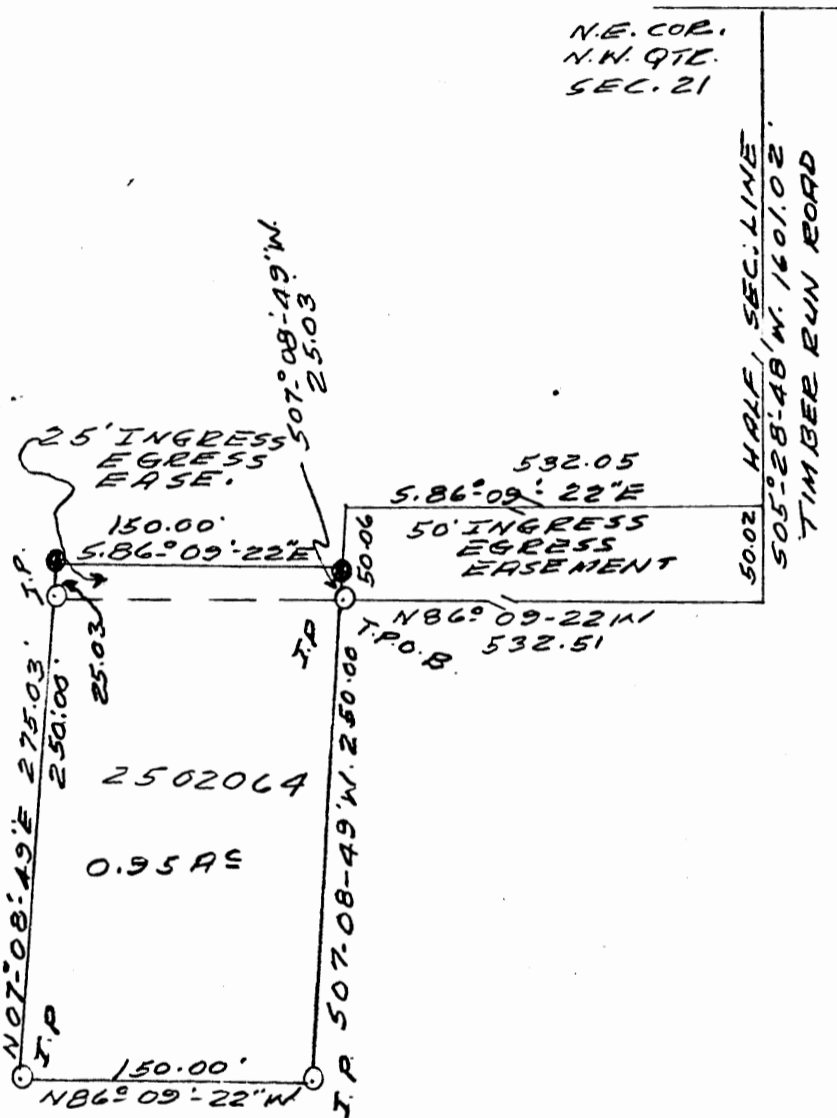 N.E. COR.
N.W. QTR.
SEC. 21
HALF, SEC. LINE
S05°-28'-48"W. 1601.02'
TIMBER RUN ROAD
S07°-08'-49"W.
25.03
25' INGRESS
EGRESS
EASE.
150.00'
S.86°09'-22"E
532.05
S.86°-09'-22"E
50' INGRESS
EGRESS
EASEMENT
50.06
50.02
N86°09-22"W
532.51
T.P.O.B
I.P.
I.P
25.03
N07°-08'-49"E 275.03'
250.00'
S07-08-49"W. 250.00
2502064
0.95 AC
I.P
I.P.
150.00'
N86°09'-22"W